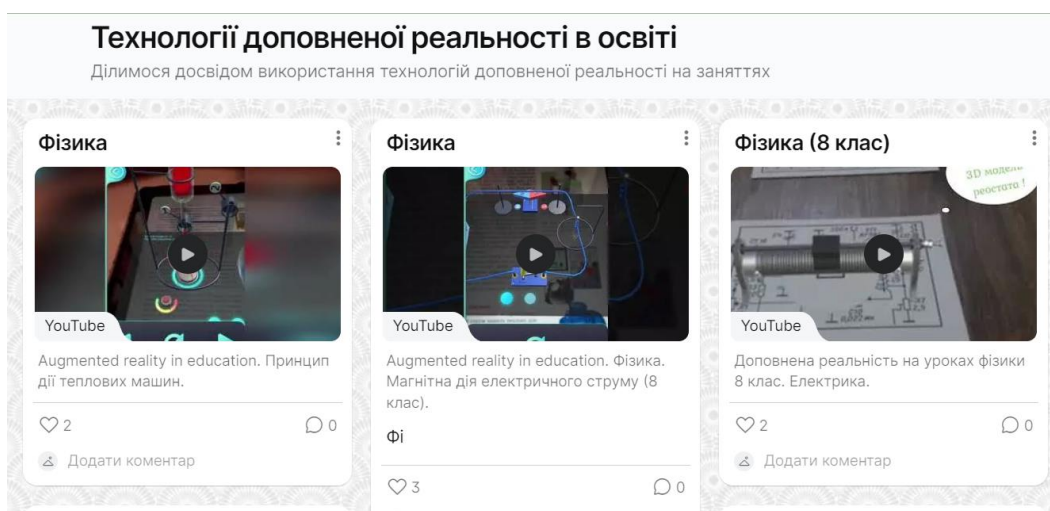 Технології доповненої реальності в освіті
Ділимося досвідом використання технологій доповненої реальності на заняттях
Фізика
YouTube
Augmented reality in education. Принцип
дії теплових машин.
2
0
Додати коментар
Фізика
YouTube
Augmented reality in education. Фізика.
Магнітна дія електричного струму (8
клас).
Фі
3
0
Фізика (8 клас)
3D модель
реостата !
YouTube
Доповнена реальність на уроках фізики
8 клас. Електрика.
2
0
Додати коментар